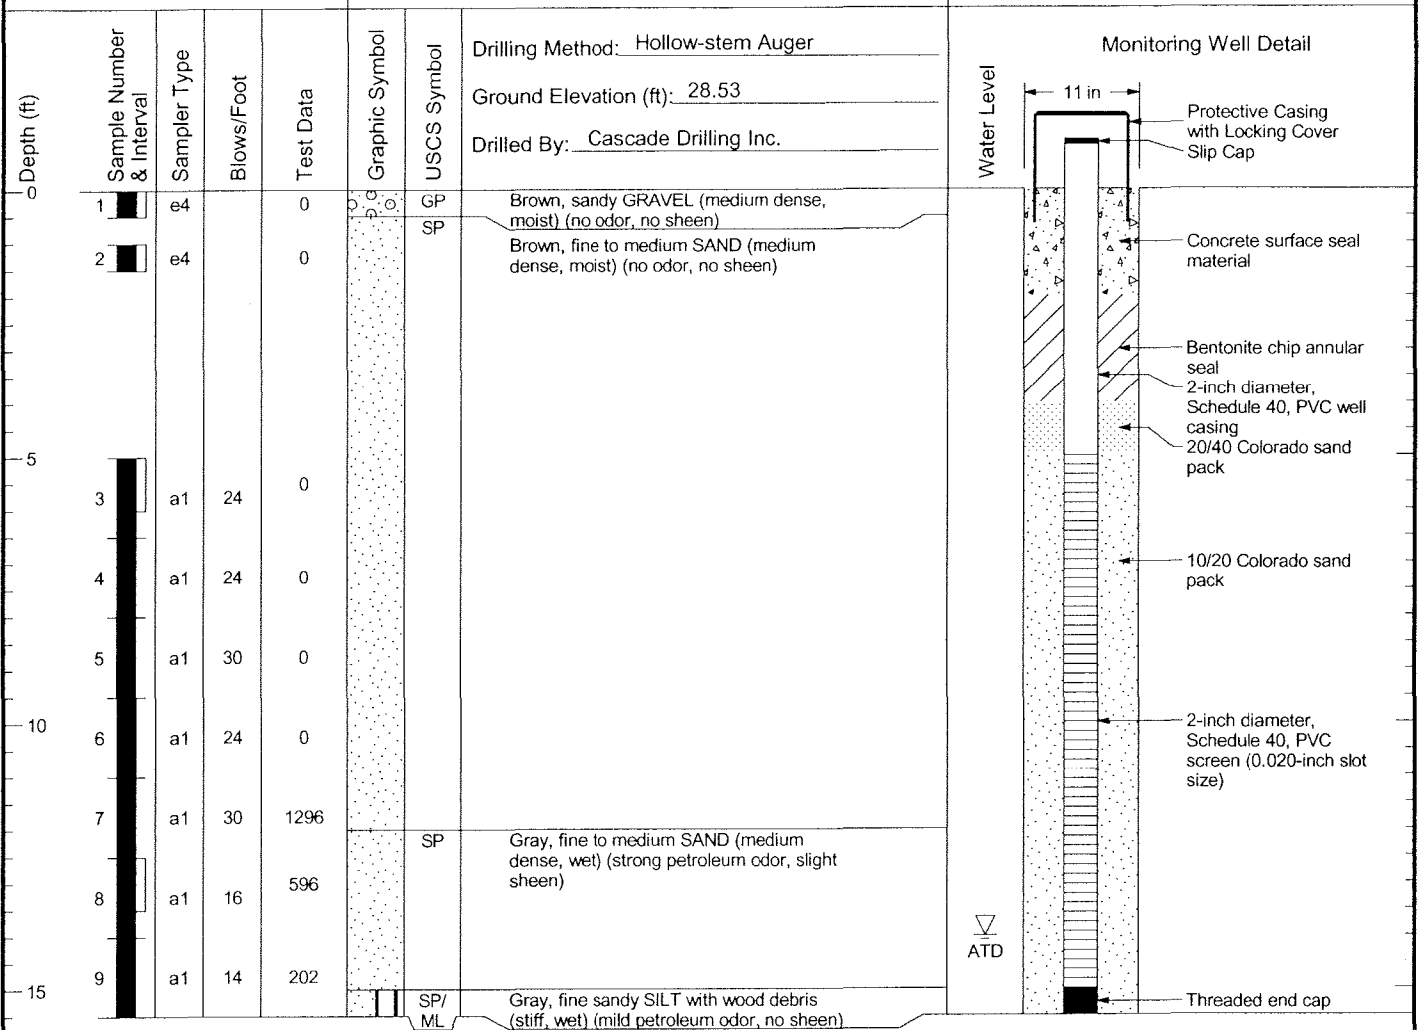 Drilling Method: Hollow-stem Auger
Ground Elevation (ft): 28.53
Drilled By: Cascade Drilling Inc.
Monitoring Well Detail
Depth (ft)
Sample Number
& Interval
Sampler Type
Blows/Foot
Test Data
Graphic Symbol
USCS Symbol
Water Level
11 in
Protective Casing
with Locking Cover
Slip Cap
0
1 e4 0 GP Brown, sandy GRAVEL (medium dense,
moist) (no odor, no sheen)
SP
Brown, fine to medium SAND (medium
dense, moist) (no odor, no sheen)
2 e4 0
Concrete surface seal
material
Bentonite chip annular
seal
2-inch diameter,
Schedule 40, PVC well
casing
20/40 Colorado sand
pack
5
3 a1 24 0
4 a1 24 0
10/20 Colorado sand
pack
5 a1 30 0
10
6 a1 24 0
2-inch diameter,
Schedule 40, PVC
screen (0.020-inch slot
size)
7 a1 30 1296
SP Gray, fine to medium SAND (medium
dense, wet) (strong petroleum odor, slight
sheen)
8 a1 16 596
ATD
9 a1 14 202
15
SP/
ML
Gray, fine sandy SILT with wood debris
(stiff, wet) (mild petroleum odor, no sheen)
Threaded end cap